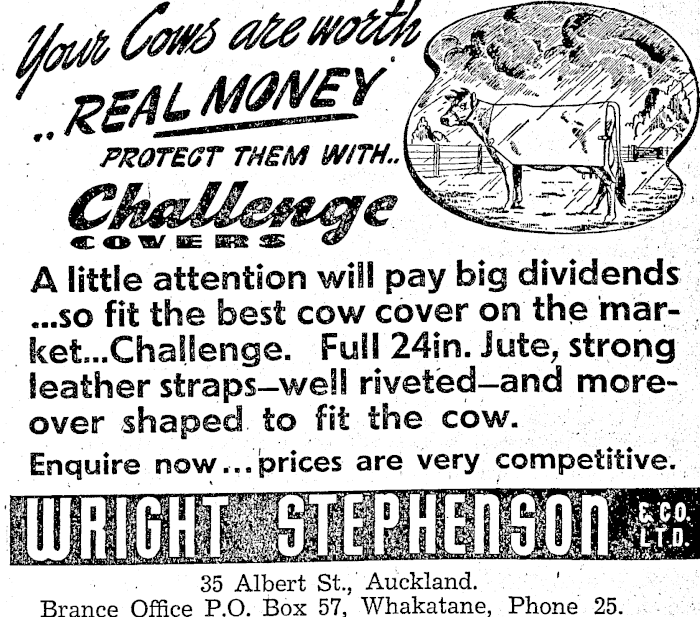 Your Cows are worth
..REAL MONEY
PROTECT THEM WITH..
Challenge
COVERS
A little attention will pay big dividends
...so fit the best cow cover on the mar-
ket...Challenge. Full 24in. Jute, strong
leather straps—well riveted—and more-
over shaped to fit the cow.
Enquire now...prices are very competitive.
WRIGHT STEPHENSON & CO.
LTD.
35 Albert St., Auckland.
Brance Office P.O. Box 57, Whakatane, Phone 25.